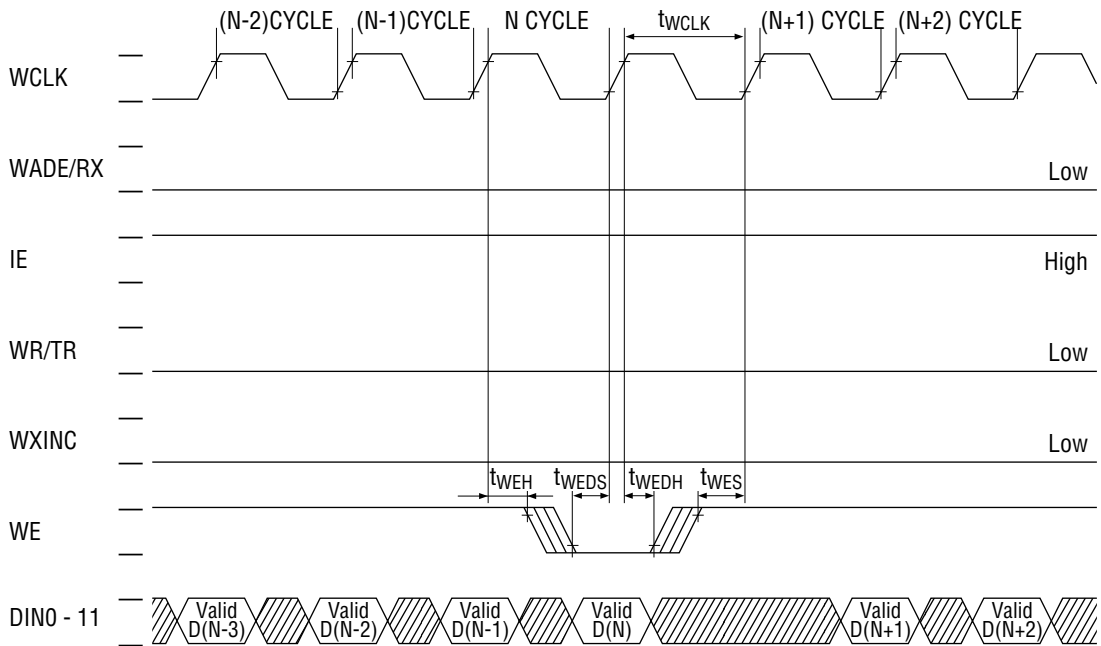 (N-2)CYCLE (N-1)CYCLE N CYCLE tWCLK (N+1) CYCLE (N+2) CYCLE
WCLK
WADE/RX Low
IE High
WR/TR Low
WXINC Low
tWEH tWEDS tWEDH tWES
WE
DIN0 - 11
Valid D(N-3)
Valid D(N-2)
Valid D(N-1)
Valid D(N)
Valid D(N+1)
Valid D(N+2)